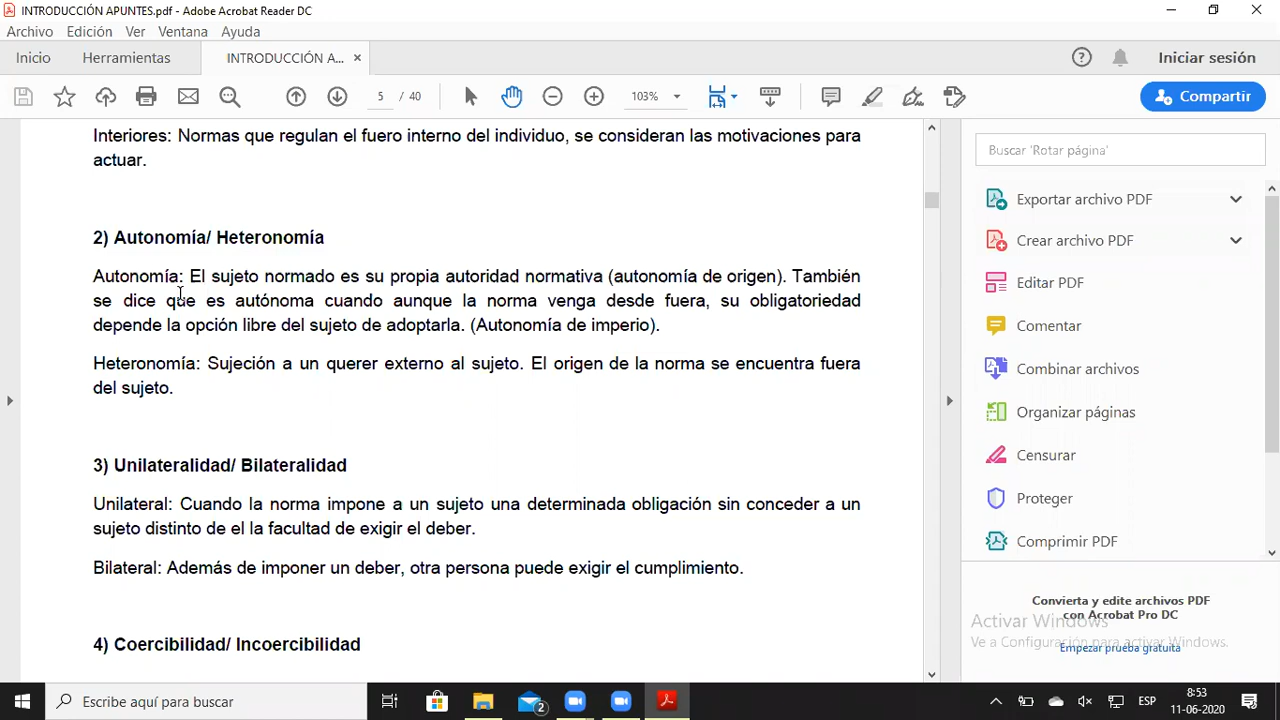 INTRODUCCIÓN APUNTES.pdf - Adobe Acrobat Reader DC
Archivo Edición Ver Ventana Ayuda
Inicio Herramientas INTRODUCCIÓN A... × Iniciar sesión
5 / 40 103% Compartir
Interiores: Normas que regulan el fuero interno del individuo, se consideran las motivaciones para
actuar.
2) Autonomía/ Heteronomía
Autonomía: El sujeto normado es su propia autoridad normativa (autonomía de origen). También
se dice que es autónoma cuando aunque la norma venga desde fuera, su obligatoriedad
depende la opción libre del sujeto de adoptarla. (Autonomía de imperio).
Heteronomía: Sujeción a un querer externo al sujeto. El origen de la norma se encuentra fuera
del sujeto.
3) Unilateralidad/ Bilateralidad
Unilateral: Cuando la norma impone a un sujeto una determinada obligación sin conceder a un
sujeto distinto de el la facultad de exigir el deber.
Bilateral: Además de imponer un deber, otra persona puede exigir el cumplimiento.
4) Coercibilidad/ Incoercibilidad
Buscar 'Rotar página'
Exportar archivo PDF
Crear archivo PDF
Editar PDF
Comentar
Combinar archivos
Organizar páginas
Censurar
Proteger
Comprimir PDF
Convierta y edite archivos PDF
con Acrobat Pro DC
Activar Windows
Ve a Configuración para activar Windows.
Empezar prueba gratuita
Escribe aquí para buscar
2
ESP
8:53
11-06-2020